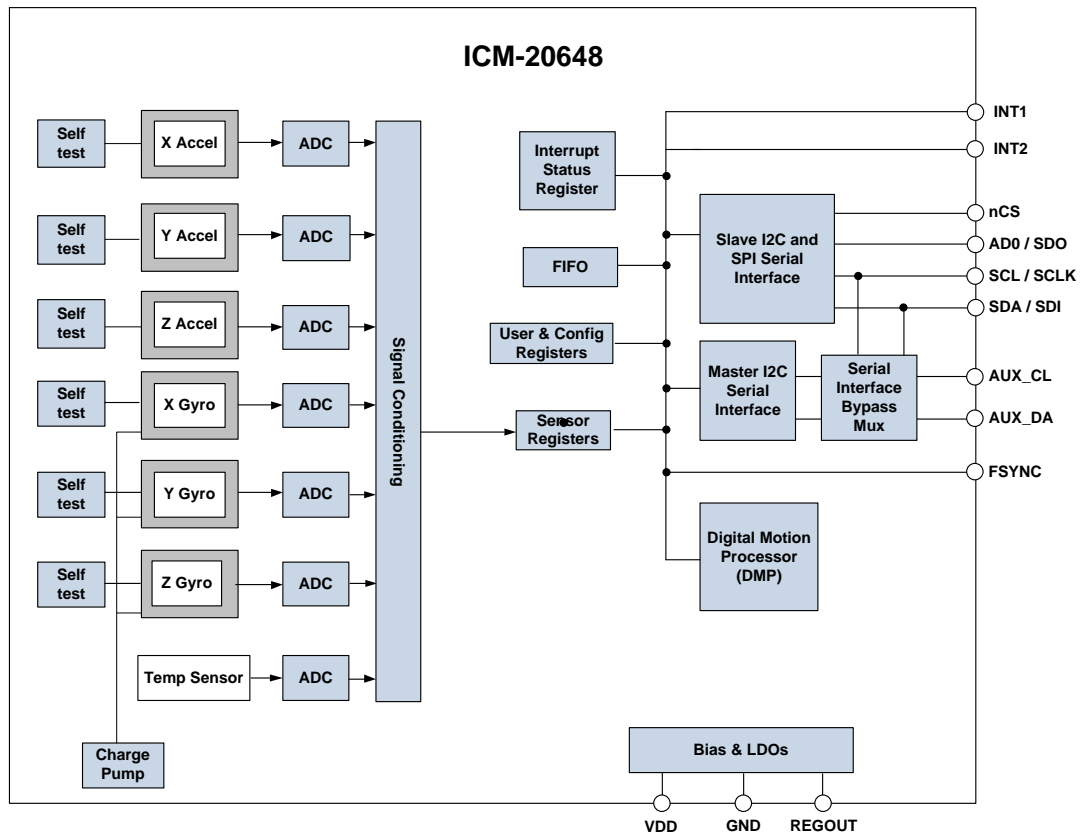 ICM-20648
Self
test
X Accel
ADC
Self
test
Y Accel
ADC
Self
test
Z Accel
ADC
Self
test
X Gyro
ADC
Self
test
Y Gyro
ADC
Self
test
Z Gyro
ADC
Temp Sensor
ADC
Charge
Pump
Signal Conditioning
Interrupt
Status
Register
FIFO
User & Config
Registers
Sensor
Registers
Slave I2C and
SPI Serial
Interface
Master I2C
Serial
Interface
Serial
Interface
Bypass
Mux
Digital Motion
Processor
(DMP)
Bias & LDOs
INT1
INT2
nCS
AD0 / SDO
SCL / SCLK
SDA / SDI
AUX_CL
AUX_DA
FSYNC
VDD
GND
REGOUT